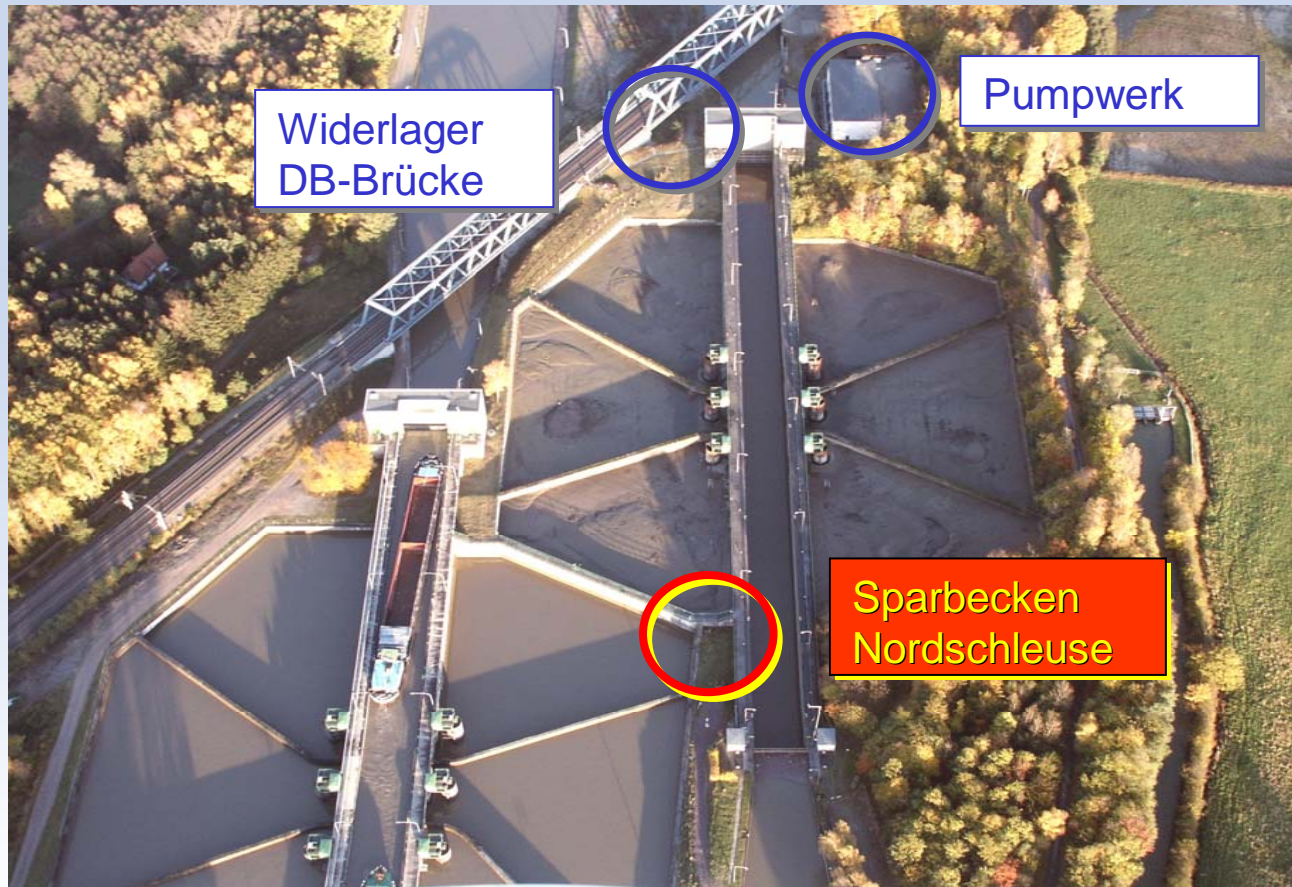 Widerlager
DB-Brücke
Pumpwerk
Sparbecken
Nordschleuse